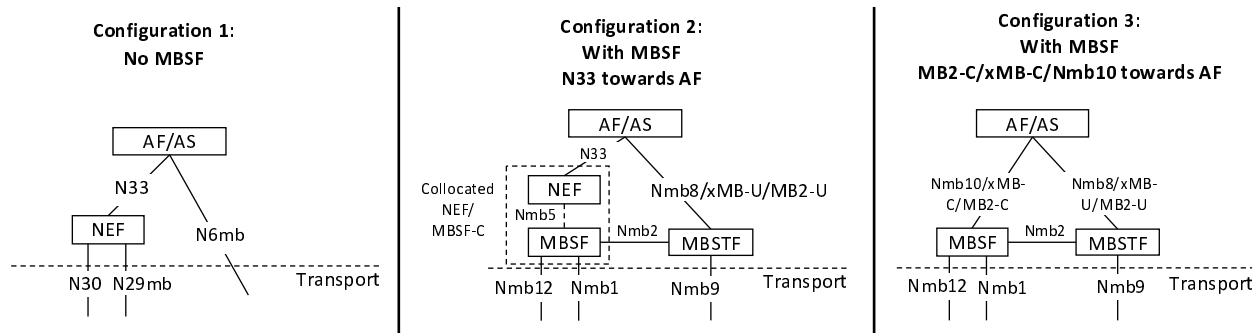 Configuration 1:
No MBSF
AF/AS
N33
NEF
N6mb
Transport
N30
N29mb
Configuration 2:
With MBSF
N33 towards AF
AF/AS
N33
Collocated
NEF/
MBSF-C
NEF
Nmb8/xMB-U/MB2-U
Nmb5
MBSF
Nmb2
MBSTF
Transport
Nmb12
Nmb1
Nmb9
Configuration 3:
With MBSF
MB2-C/xMB-C/Nmb10 towards AF
AF/AS
Nmb10/xMB-
C/MB2-C
Nmb8/xMB-
U/MB2-U
MBSF
Nmb2
MBSTF
Transport
Nmb12
Nmb1
Nmb9